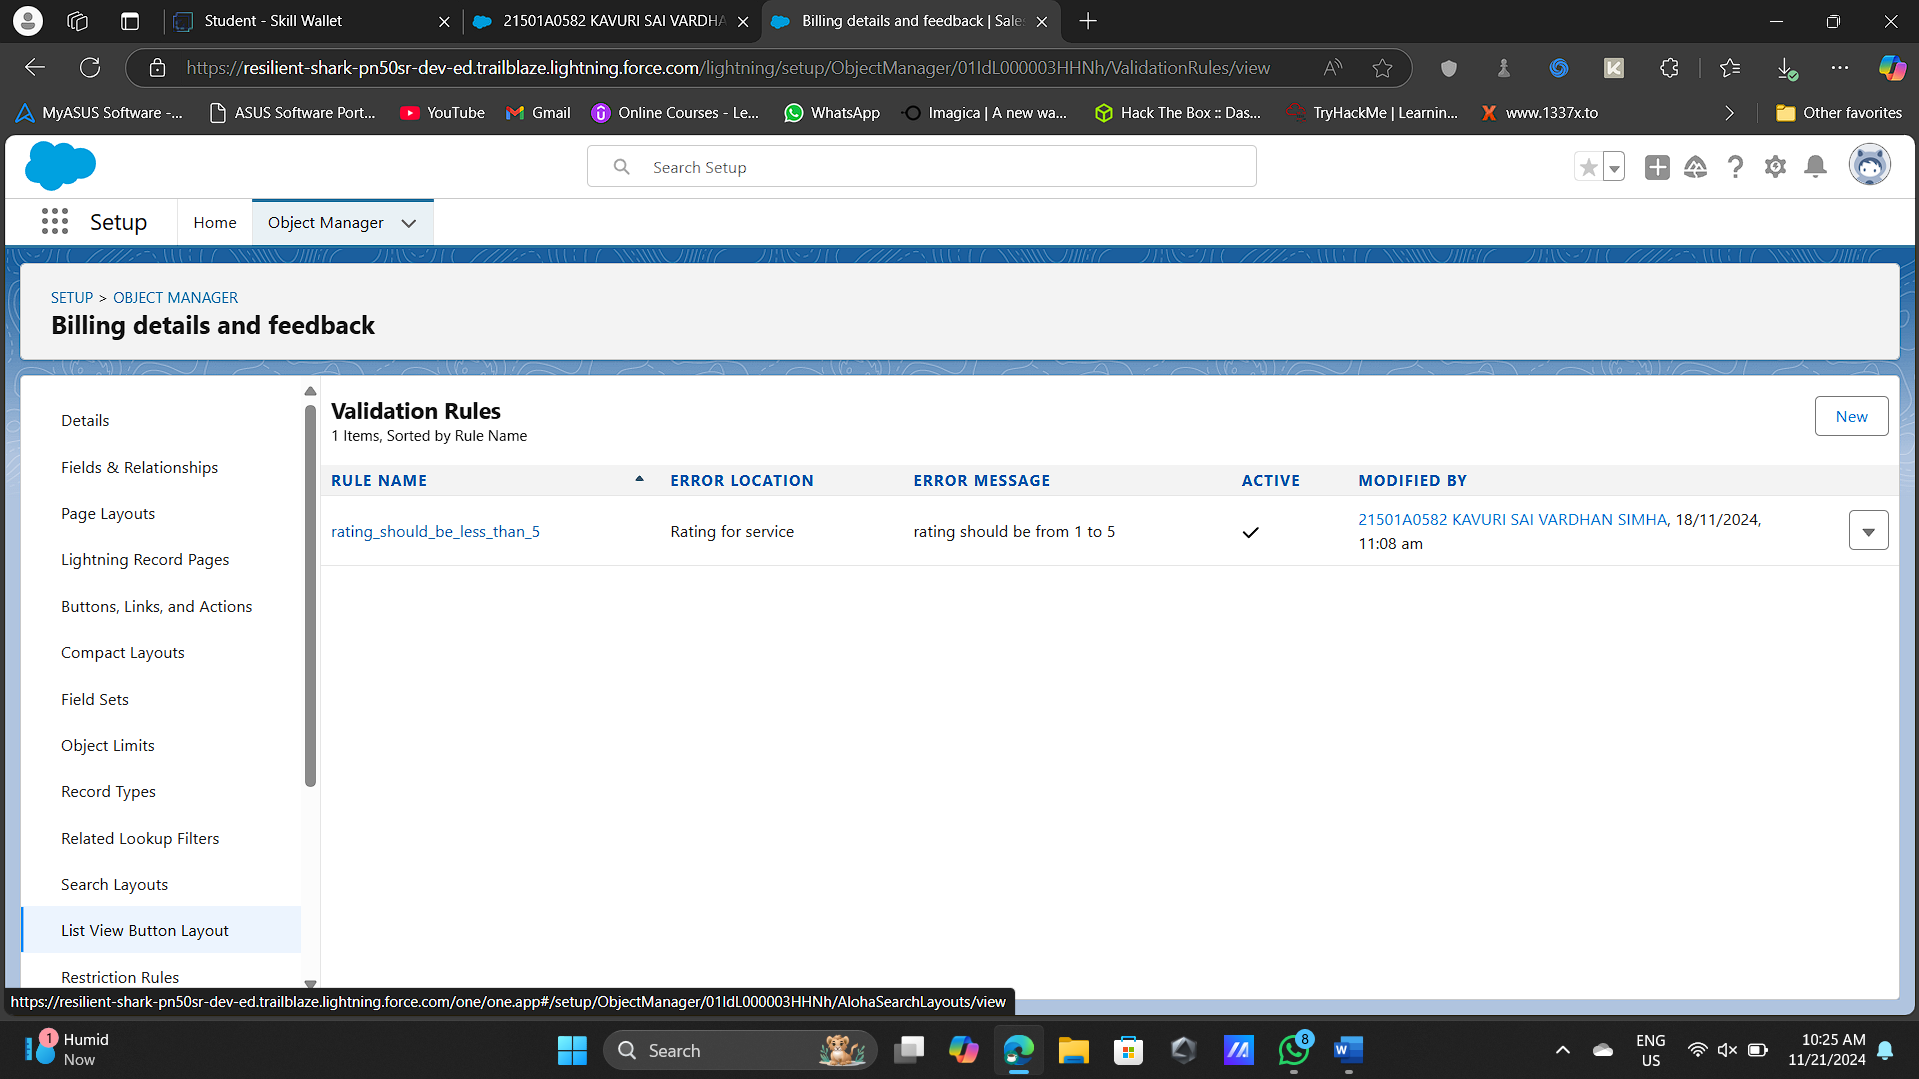 Student - Skill Wallet
21501A0582 KAVURI SAI VARDHA
Billing details and feedback | Sale
https://resilient-shark-pn50sr-dev-ed.trailblaze.lightning.force.com/lightning/setup/ObjectManager/01IdL000003HHNh/ValidationRules/view
MyASUS Software -...
ASUS Software Port...
YouTube
Gmail
Online Courses - Le...
WhatsApp
Imagica | A new wa...
Hack The Box :: Das...
TryHackMe | Learnin...
www.1337x.to
Other favorites
Search Setup
Setup
Home
Object Manager
SETUP > OBJECT MANAGER
Billing details and feedback
Details
Fields & Relationships
Page Layouts
Lightning Record Pages
Buttons, Links, and Actions
Compact Layouts
Field Sets
Object Limits
Record Types
Related Lookup Filters
Search Layouts
List View Button Layout
Restriction Rules
Validation Rules
1 Items, Sorted by Rule Name
New
RULE NAME
ERROR LOCATION
ERROR MESSAGE
ACTIVE
MODIFIED BY
rating_should_be_less_than_5
Rating for service
rating should be from 1 to 5
21501A0582 KAVURI SAI VARDHAN SIMHA, 18/11/2024,
11:08 am
https://resilient-shark-pn50sr-dev-ed.trailblaze.lightning.force.com/one/one.app#/setup/ObjectManager/01IdL000003HHNh/AlohaSearchLayouts/view
1
Humid
Now
Search
8
ENG
US
10:25 AM
11/21/2024